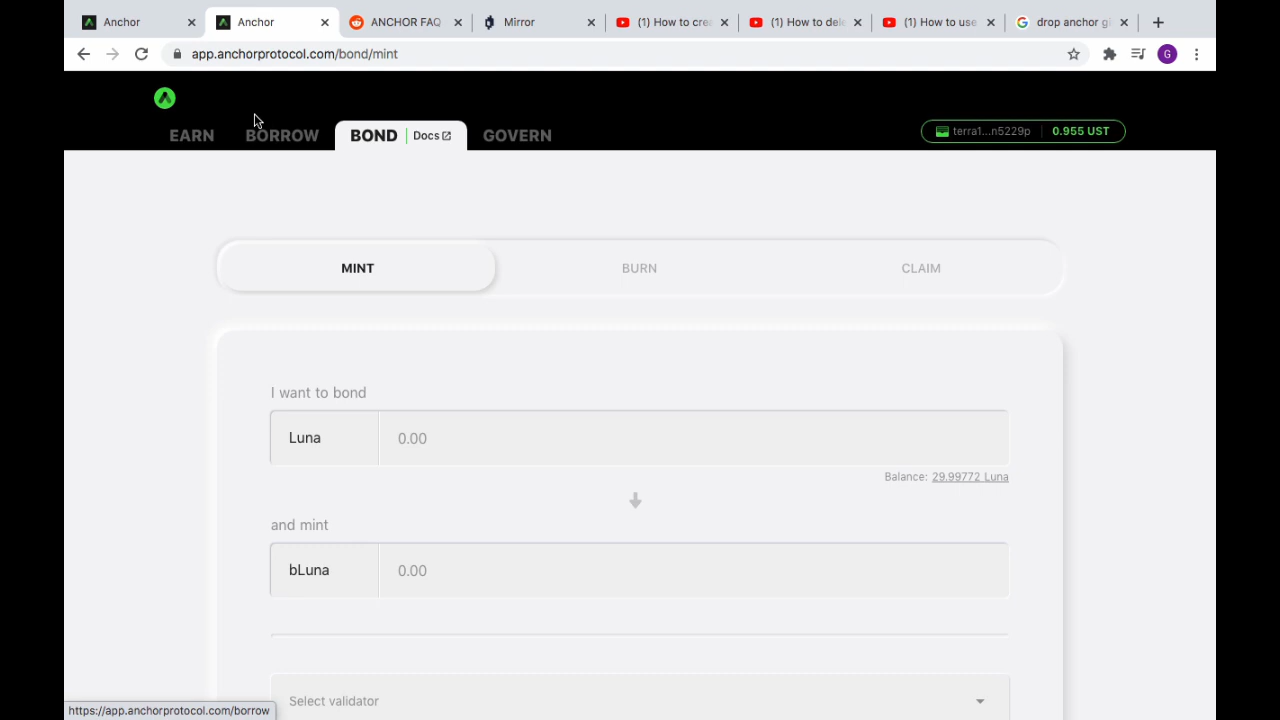 Anchor
Anchor
ANCHOR FAQ
Mirror
(1) How to crea
(1) How to dele
(1) How to use
drop anchor gi
app.anchorprotocol.com/bond/mint
G
EARN
BORROW
BOND
Docs
GOVERN
terra1...n5229p
0.955 UST
MINT
BURN
CLAIM
I want to bond
Luna
0.00
Balance: 29.99772 Luna
and mint
bLuna
0.00
Select validator
https://app.anchorprotocol.com/borrow